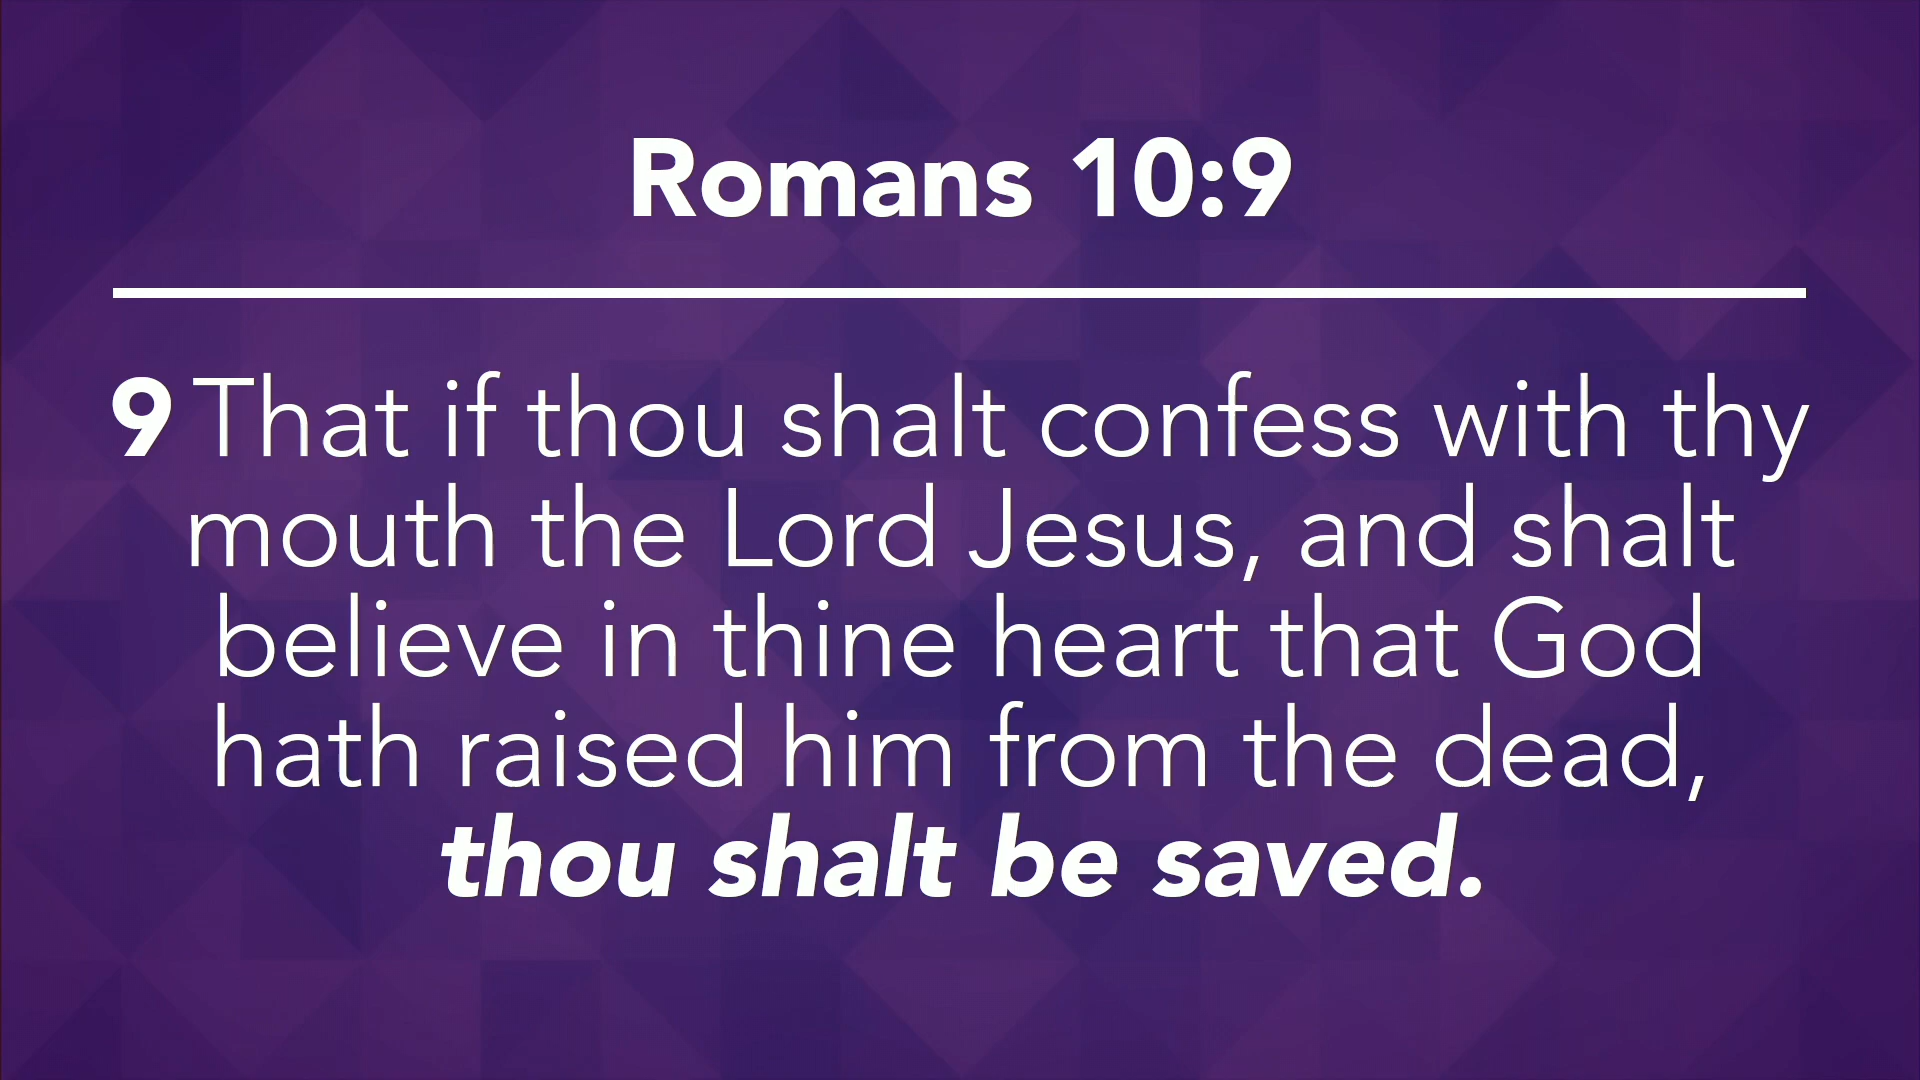 Romans 10:9
9 That if thou shalt confess with thy
mouth the Lord Jesus, and shalt
believe in thine heart that God
hath raised him from the dead,
thou shalt be saved.